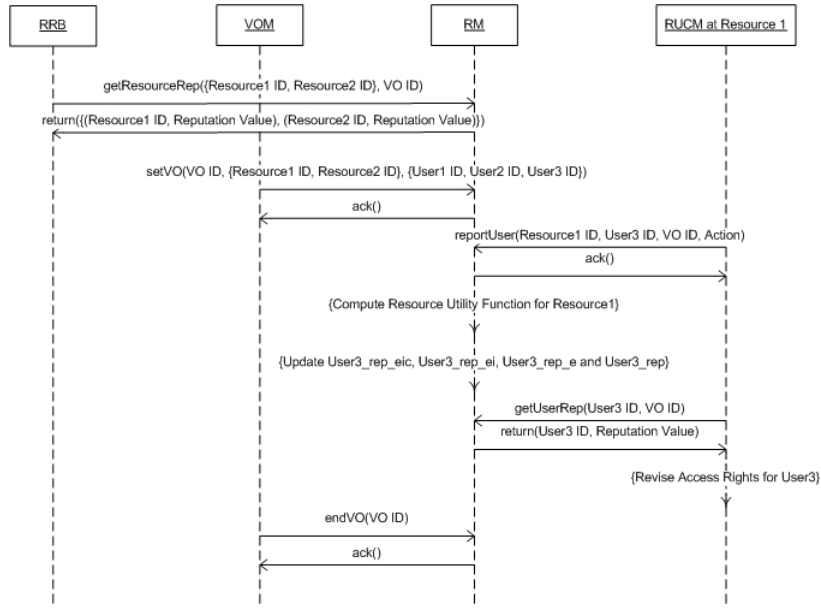 RRB
VOM
RM
RUCM at Resource 1
getResourceRep({Resource1 ID, Resource2 ID}, VO ID)
return({(Resource1 ID, Reputation Value), (Resource2 ID, Reputation Value)})
setVO(VO ID, {Resource1 ID, Resource2 ID}, {User1 ID, User2 ID, User3 ID})
ack()
reportUser(Resource1 ID, User3 ID, VO ID, Action)
ack()
{Compute Resource Utility Function for Resource1}
{Update User3_rep_eic, User3_rep_ei, User3_rep_e and User3_rep}
getUserRep(User3 ID, VO ID)
return(User3 ID, Reputation Value)
{Revise Access Rights for User3}
endVO(VO ID)
ack()